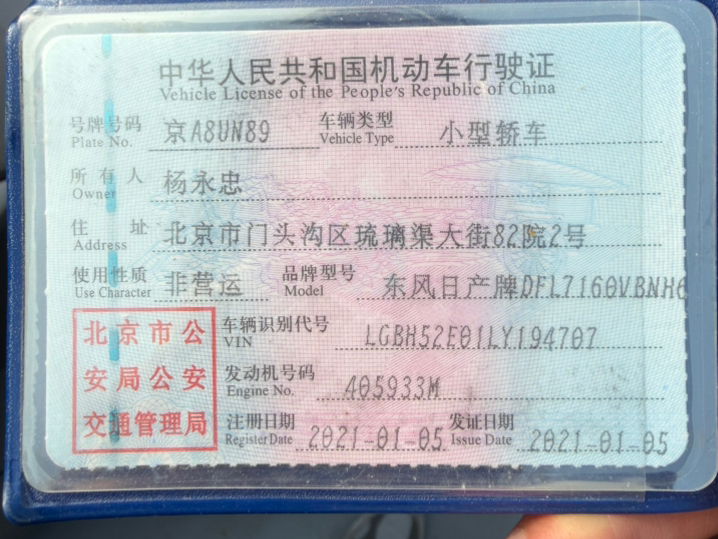 中华人民共和国机动车行驶证
Vehicle License of the People's Republic of China
号牌号码 京A8UN89 车辆类型 小型轿车
Plate No. Vehicle Type
所有人 杨永忠
Owner
住址 北京市门头沟区琉璃渠大街82院2号
Address
使用性质 非营运 品牌型号 东风日产牌DFL7160VBNH6
Use Character Model
北京市公安局公安交通管理局
车辆识别代号 LGBH52E01LY194707
VIN
发动机号码 405933M
Engine No.
注册日期 2021-01-05 发证日期 2021-01-05
Register Date Issue Date